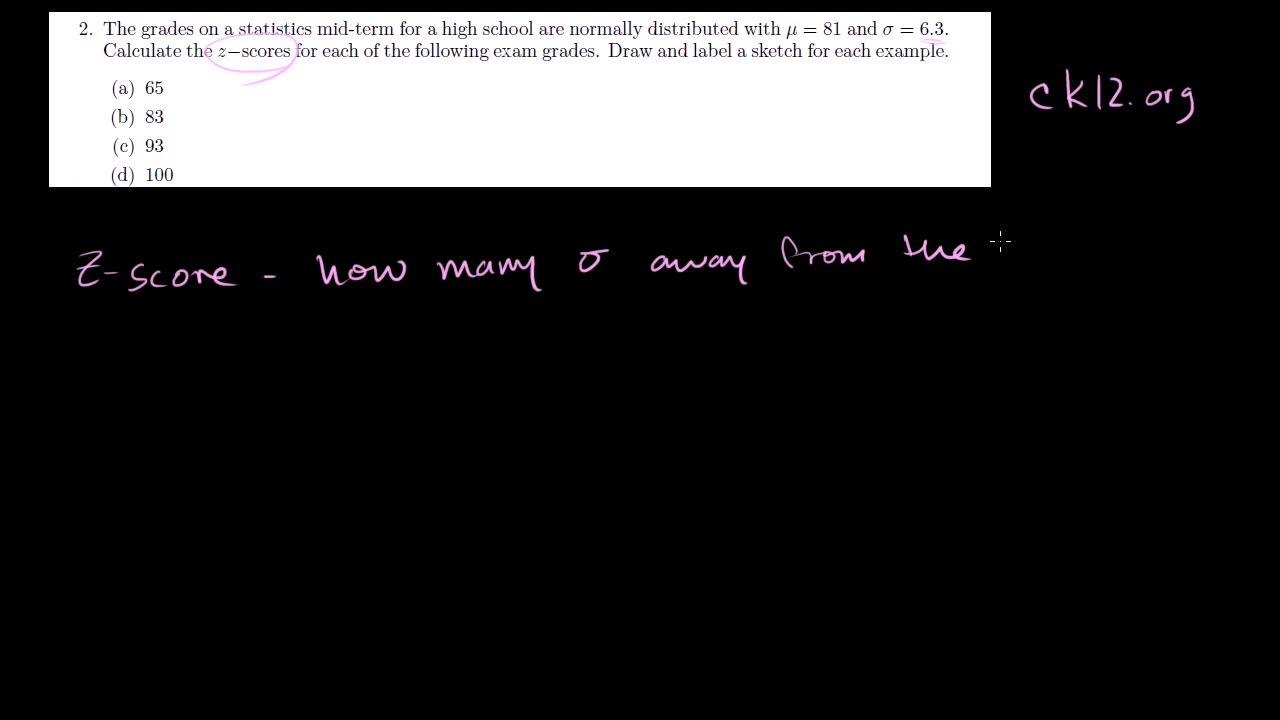 2. The grades on a statistics mid-term for a high school are normally distributed with μ = 81 and σ = 6.3.
Calculate the z−scores for each of the following exam grades. Draw and label a sketch for each example.
(a) 65
(b) 83
(c) 93
(d) 100
ck12.org
Z-score - how many σ away from the